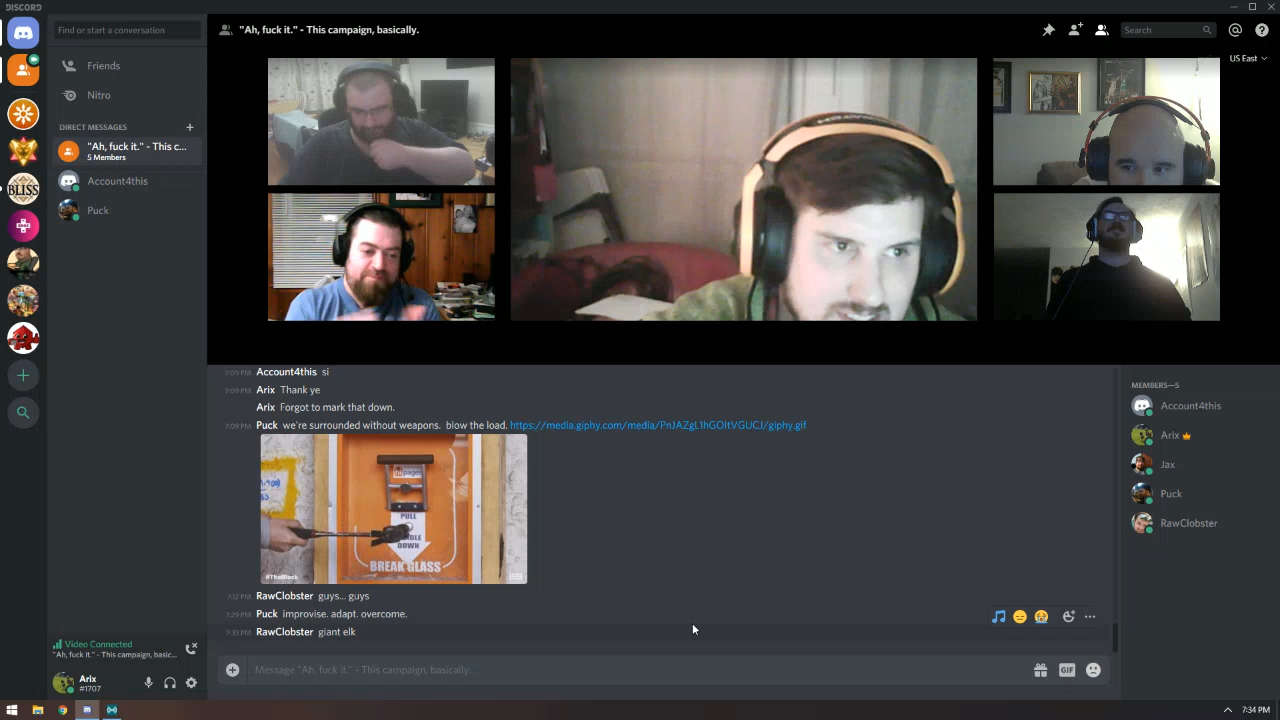 DISCORD
Find or start a conversation
"Ah, fuck it." - This campaign, basically.
Search
US East
Friends
Nitro
DIRECT MESSAGES
"Ah, fuck it." - This c...
5 Members
Account4this
Puck
BLISS
7:09 PM Account4this si
7:09 PM Arix Thank ye
Arix Forgot to mark that down.
7:09 PM Puck we're surrounded without weapons. blow the load. https://media.giphy.com/media/PnJAZgL1hGOItVGUCJ/giphy.gif
PULL
DOWN
BREAK GLASS
#TheBlock
7:12 PM RawClobster guys... guys
7:29 PM Puck improvise. adapt. overcome.
7:33 PM RawClobster giant elk
Message "Ah, fuck it." - This campaign, basically.
GIF
MEMBERS—5
Account4this
Arix
Jax
Puck
RawClobster
Video Connected
"Ah, fuck it." - This campaign, basic...
Arix
#1707
7:34 PM